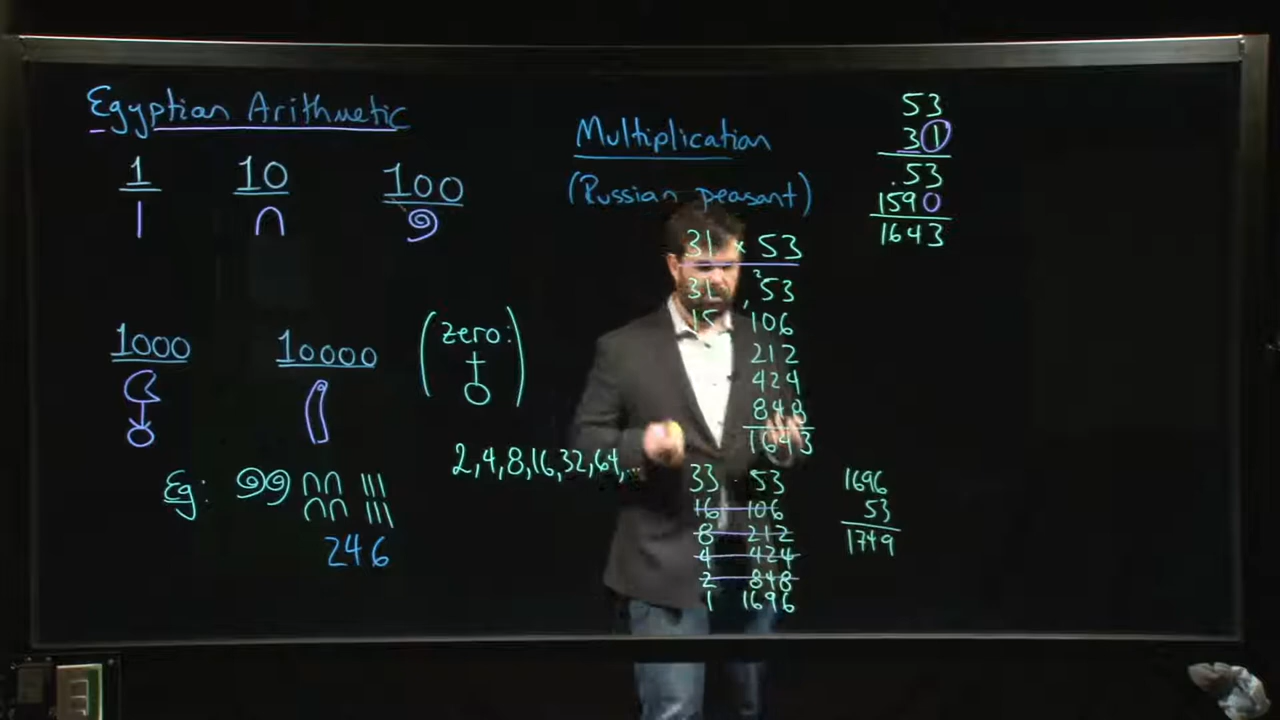 Egyptian Arithmetic
1 10 100
1000 10000 (zero: )
Eg:
246
2,4,8,16,32,64,...
Multiplication
(Russian peasant)
31 × 53
31 53
15 106
212
424
848
1643
33 · 53
16 106
8 212
4 424
2 848
1 1696
53
31
.53
1590
1643
1696
53
1749